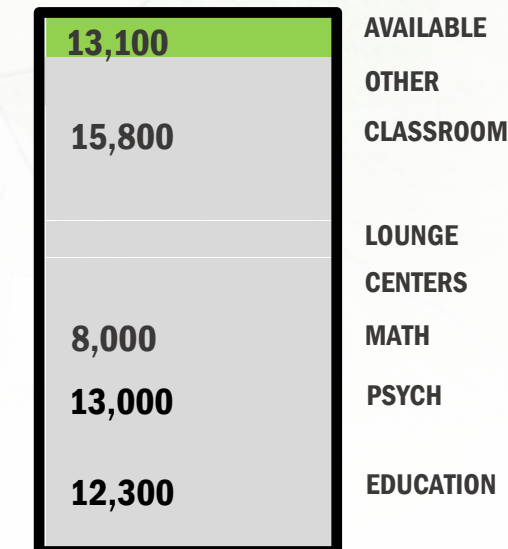 13,100 AVAILABLE
OTHER
15,800 CLASSROOM
LOUNGE
CENTERS
8,000 MATH
13,000 PSYCH
12,300 EDUCATION